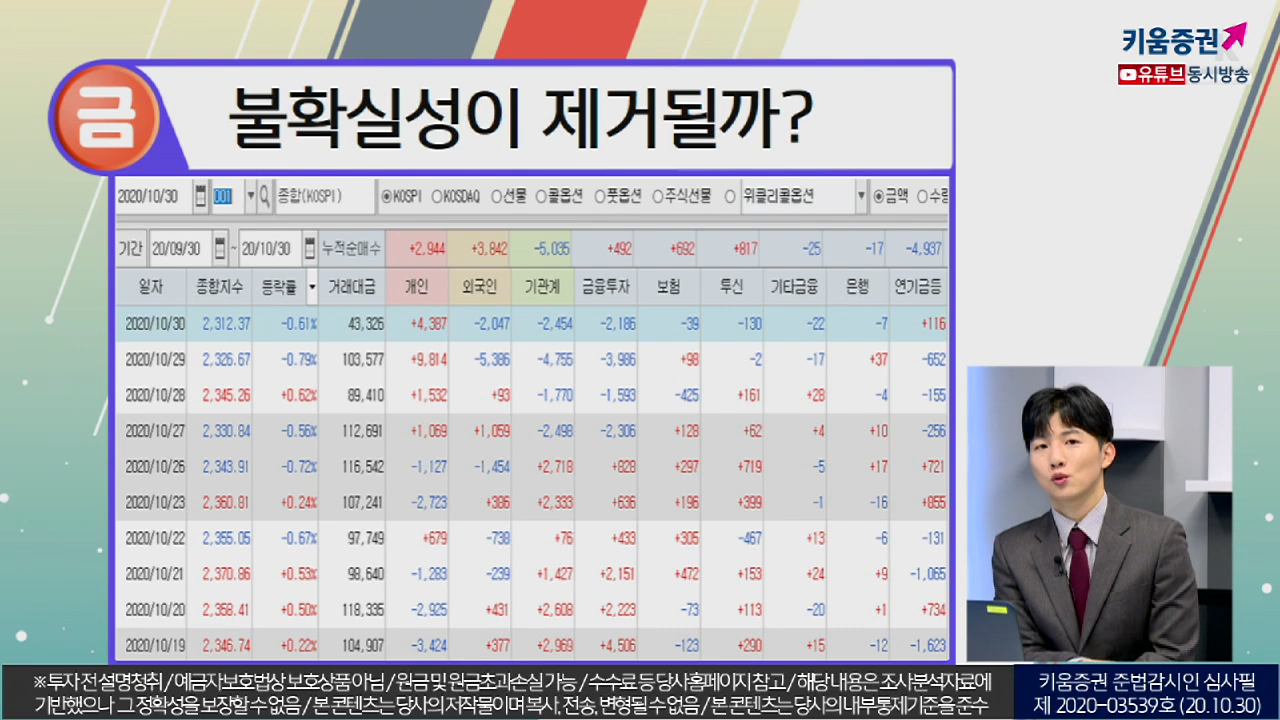 키움증권
유튜브 동시방송
금
불확실성이 제거될까?
2020/10/30 001 종합(KOSPI) KOSPI KOSDAQ 선물 콜옵션 풋옵션 주식선물 위클리콜옵션 금액 수량
기간 20/09/30 ~ 20/10/30 누적순매수 +2,944 +3,842 -5,035 +492 +692 +817 -25 -17 -4,937
일자 종합지수 등락률 거래대금 개인 외국인 기관계 금융투자 보험 투신 기타금융 은행 연기금등
2020/10/30 2,312.37 -0.61% 43,326 +4,387 -2,047 -2,454 -2,186 -39 -130 -22 -7 +116
2020/10/29 2,326.67 -0.79% 103,577 +9,814 -5,386 -4,755 -3,986 +98 -2 -17 +37 -652
2020/10/28 2,345.26 +0.62% 89,410 +1,532 +93 -1,770 -1,593 -425 +161 +28 -4 -155
2020/10/27 2,330.84 -0.56% 112,691 +1,069 +1,059 -2,498 -2,306 +128 +62 +4 +10 -256
2020/10/26 2,343.91 -0.72% 116,542 -1,127 -1,454 +2,718 +828 +297 +719 -5 +17 +721
2020/10/23 2,360.81 +0.24% 107,241 -2,723 +386 +2,333 +636 +196 +399 -1 -16 +855
2020/10/22 2,355.05 -0.67% 97,749 +679 -738 +76 +433 +305 -467 +13 -6 -131
2020/10/21 2,370.86 +0.53% 98,640 -1,283 -239 +1,427 +2,151 +472 +153 +24 +9 -1,065
2020/10/20 2,358.41 +0.50% 118,335 -2,925 +431 +2,608 +2,223 -73 +113 -20 +1 +734
2020/10/19 2,346.74 +0.22% 104,907 -3,424 +377 +2,969 +4,506 -123 +290 +15 -12 -1,623
※투자 전 설명청취 / 예금자보호법상 보호상품 아님 / 원금 및 원금초과손실 가능 / 수수료 등 당사홈페이지 참고 / 해당 내용은 조사분석자료에
기반했으나 그 정확성을 보장할 수 없음 / 본 콘텐츠는 당사의 저작물이며 복사, 전송, 변형될 수 없음 / 본 콘텐츠는 당사의 내부통제기준을 준수
키움증권 준법감시인 심사필
제 2020-03539호 (20.10.30)